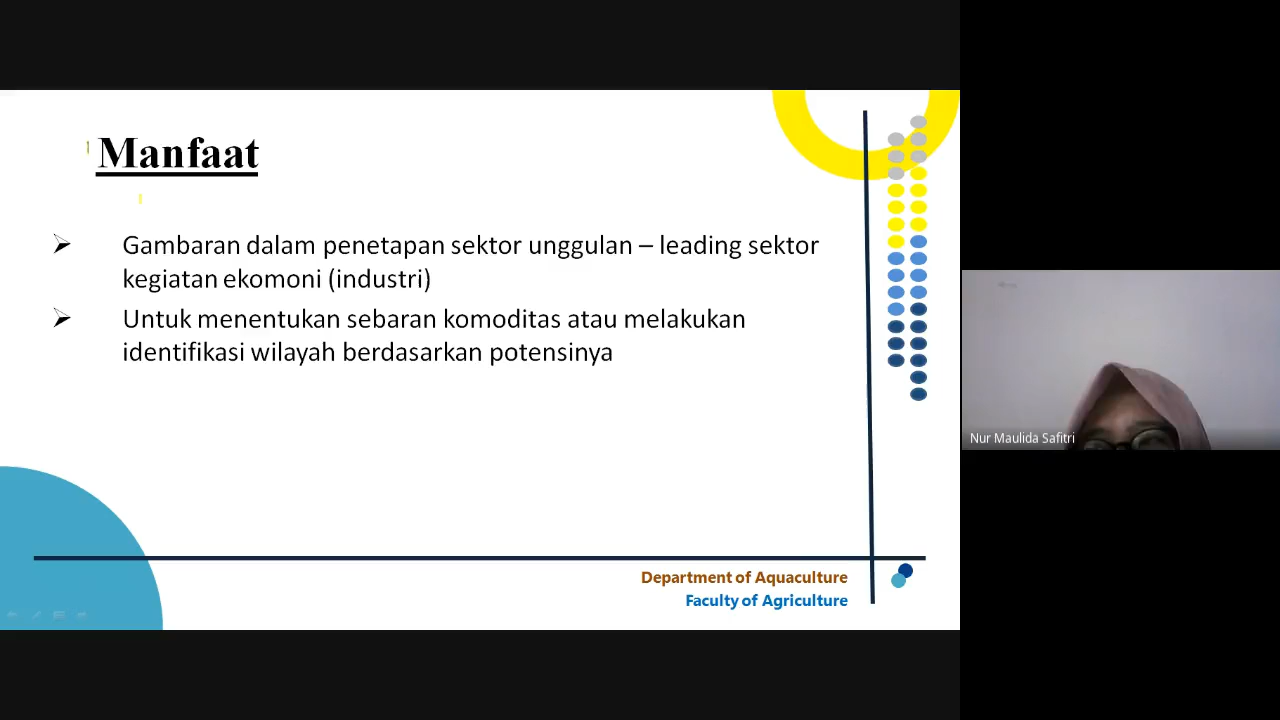 Manfaat
➢ Gambaran dalam penetapan sektor unggulan – leading sektor
kegiatan ekomoni (industri)
➢ Untuk menentukan sebaran komoditas atau melakukan
identifikasi wilayah berdasarkan potensinya
Department of Aquaculture
Faculty of Agriculture
Nur Maulida Safitri